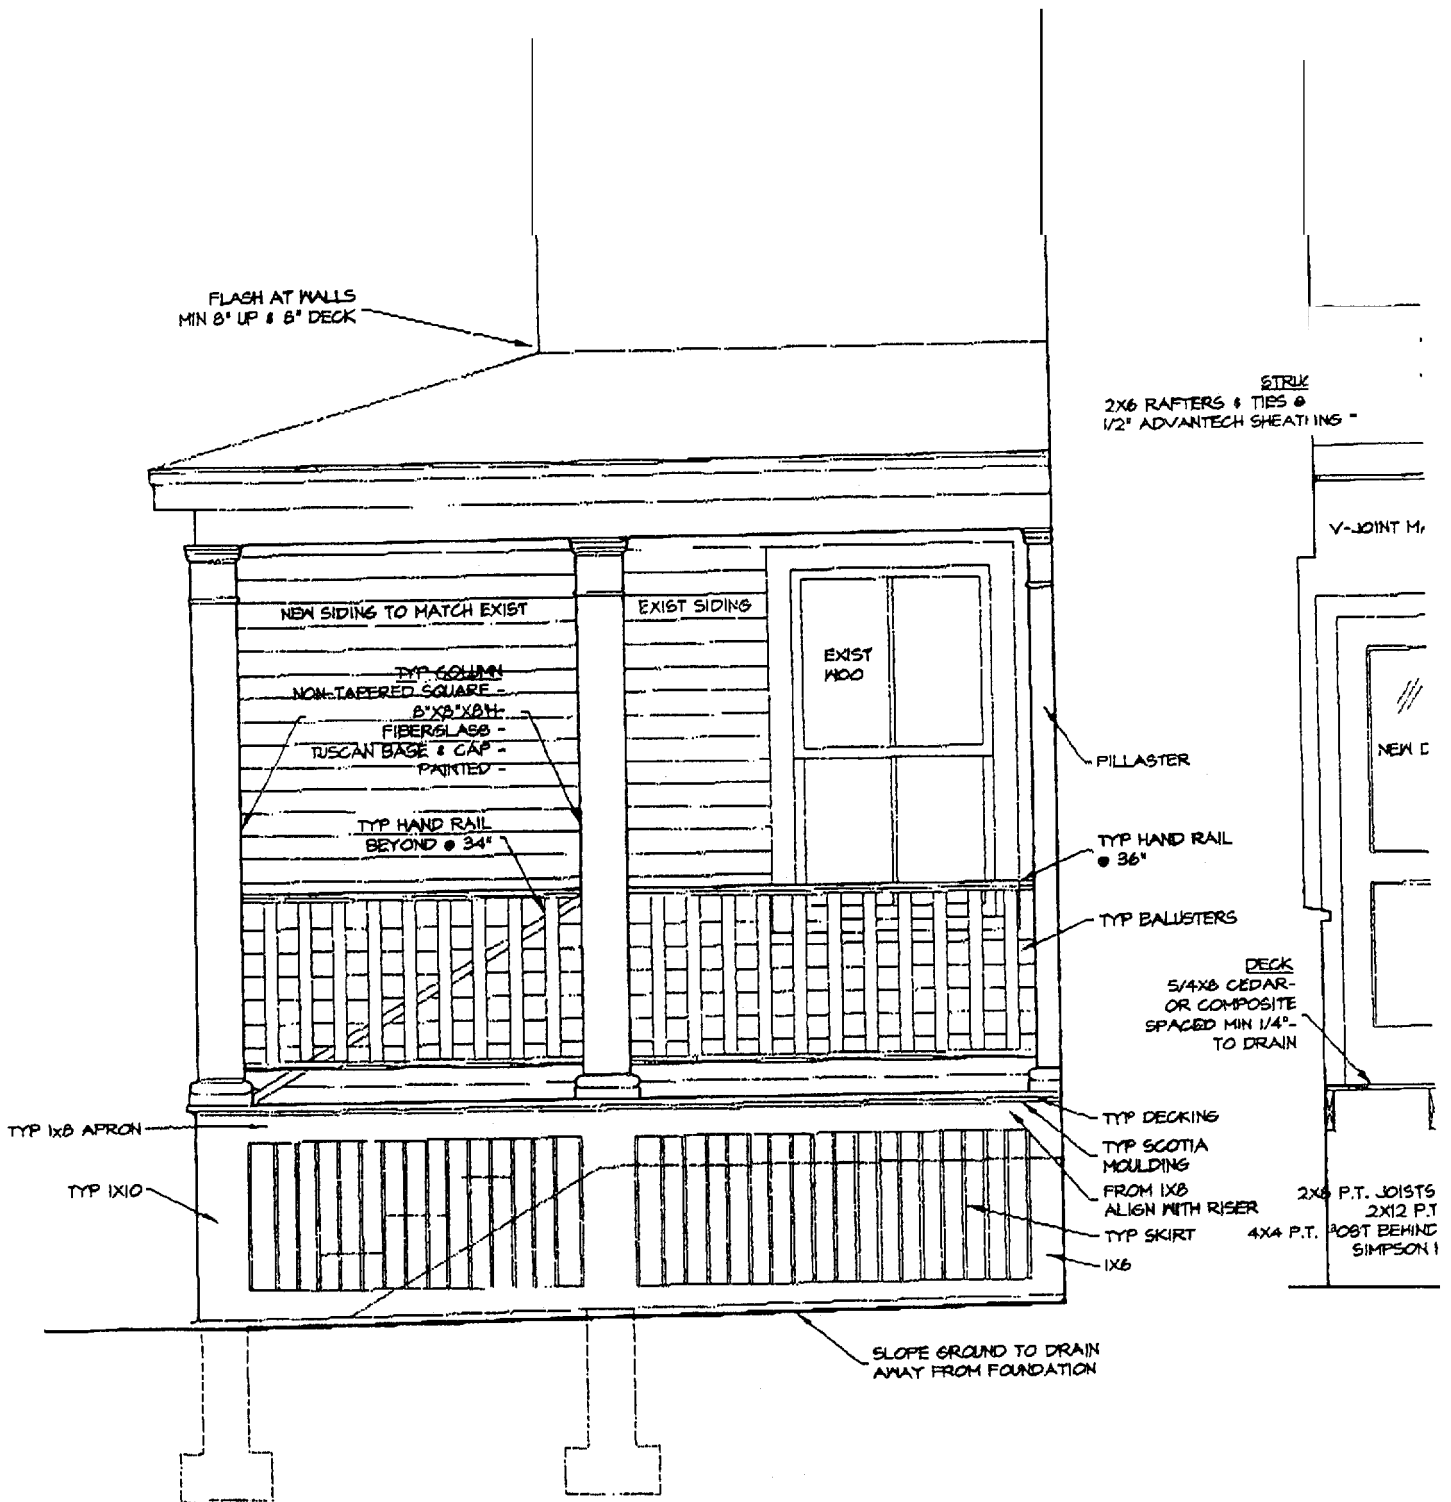 FLASH AT WALLS
MIN 8" UP & 8" DECK
STRUC
2X6 RAFTERS & TIES @
1/2" ADVANTECH SHEATHING -
V-JOINT MA
NEW SIDING TO MATCH EXIST
EXIST SIDING
EXIST
WOO
TYP COLUMN
NON-TAPERED SQUARE -
8"X8"X8'H-
FIBERGLASS -
TUSCAN BASE & CAP -
PAINTED -
PILLASTER
NEW D
TYP HAND RAIL
BEYOND @ 34"
TYP HAND RAIL
@ 36"
TYP BALUSTERS
DECK
5/4X8 CEDAR-
OR COMPOSITE
SPACED MIN 1/4"-
TO DRAIN
TYP 1x8 APRON
TYP DECKING
TYP SCOTIA
MOULDING
TYP 1X10
FROM 1X8
ALIGN WITH RISER
TYP SKIRT
1X6
2X8 P.T. JOISTS
2X12 P.T
4X4 P.T. POST BEHIND
SIMPSON
SLOPE GROUND TO DRAIN
AWAY FROM FOUNDATION